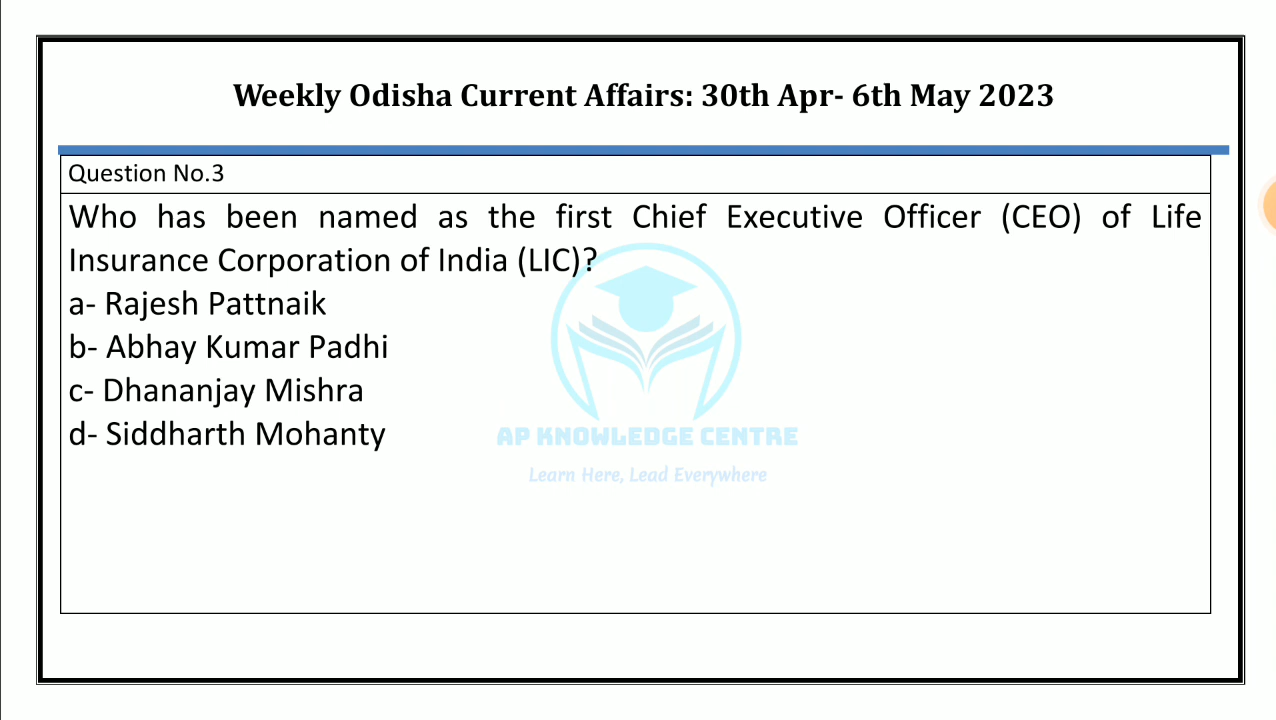 Weekly Odisha Current Affairs: 30th Apr- 6th May 2023
Question No.3
Who has been named as the first Chief Executive Officer (CEO) of Life
Insurance Corporation of India (LIC)?
a- Rajesh Pattnaik
b- Abhay Kumar Padhi
c- Dhananjay Mishra
d- Siddharth Mohanty
AP KNOWLEDGE CENTRE
Learn Here, Lead Everywhere